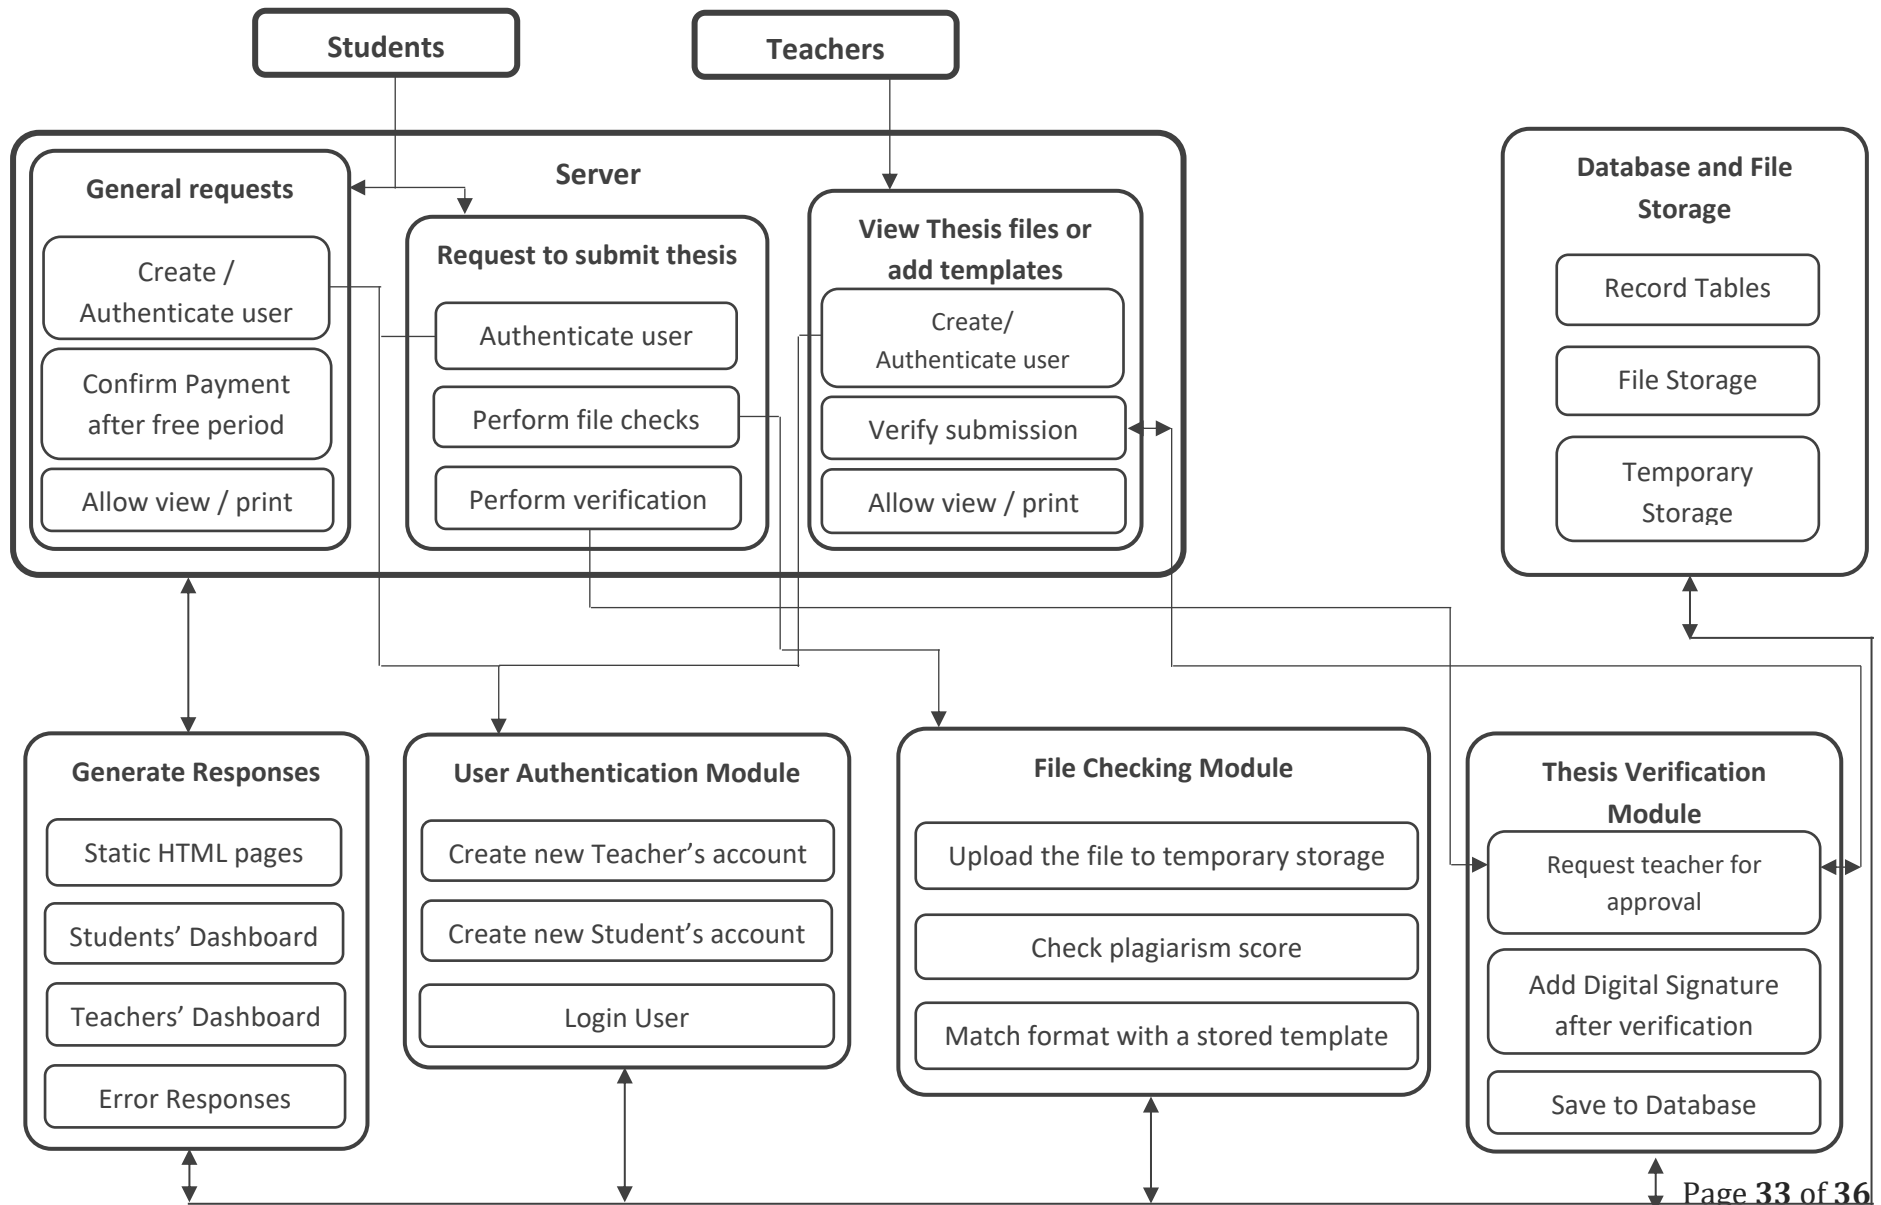 Students
Teachers
Server
General requests
Create /
Authenticate user
Confirm Payment
after free period
Allow view / print
Request to submit thesis
Authenticate user
Perform file checks
Perform verification
View Thesis files or
add templates
Create/
Authenticate user
Verify submission
Allow view / print
Database and File
Storage
Record Tables
File Storage
Temporary
Storage
Generate Responses
Static HTML pages
Students’ Dashboard
Teachers’ Dashboard
Error Responses
User Authentication Module
Create new Teacher’s account
Create new Student’s account
Login User
File Checking Module
Upload the file to temporary storage
Check plagiarism score
Match format with a stored template
Thesis Verification
Module
Request teacher for
approval
Add Digital Signature
after verification
Save to Database
Page 33 of 36